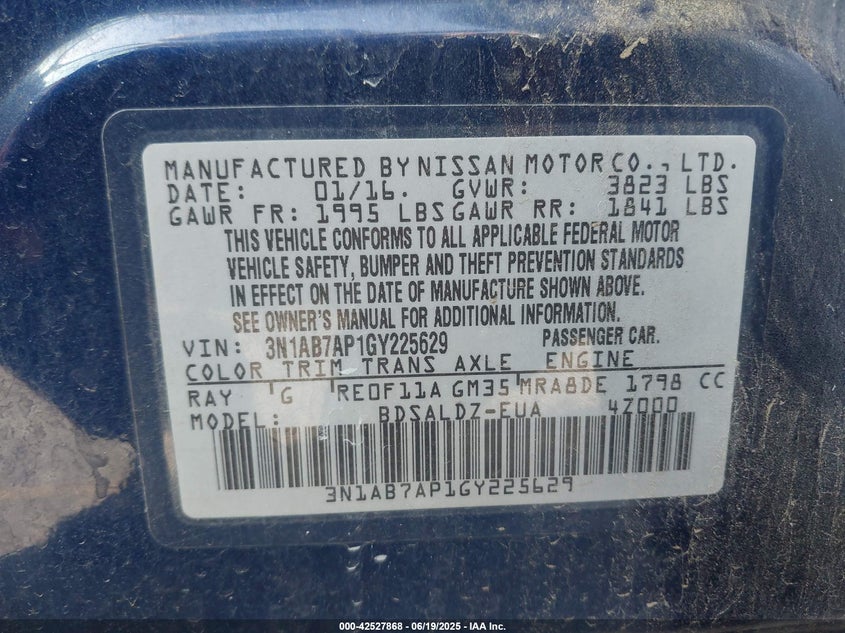 MANUFACTURED BY NISSAN MOTOR CO., LTD.
DATE: 01/16. GVWR: 3823 LBS
GAWR FR: 1995 LBS GAWR RR: 1841 LBS
THIS VEHICLE CONFORMS TO ALL APPLICABLE FEDERAL MOTOR
VEHICLE SAFETY, BUMPER AND THEFT PREVENTION STANDARDS
IN EFFECT ON THE DATE OF MANUFACTURE SHOWN ABOVE.
SEE OWNER'S MANUAL FOR ADDITIONAL INFORMATION.
VIN: 3N1AB7AP1GY225629 PASSENGER CAR.
COLOR TRIM TRANS AXLE ENGINE
RAY G RE0F11A GM35 MRA8DE 1798 CC
MODEL: BDSALDZ-EUA 4Z000
3N1AB7AP1GY225629
000-42527868 - 06/19/2025 - IAA Inc.